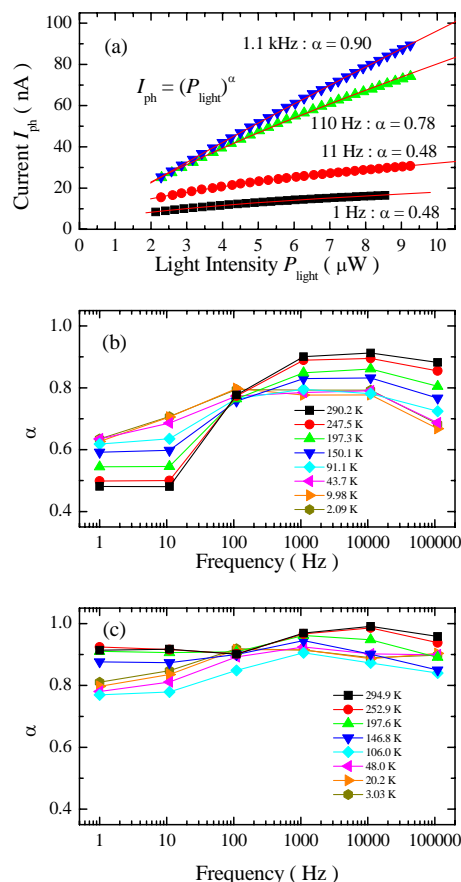 (a)
1.1 kHz : α = 0.90
I_ph = (P_light)^α
110 Hz : α = 0.78
11 Hz : α = 0.48
1 Hz : α = 0.48
Current I_ph ( nA )
100
80
60
40
20
0
0 1 2 3 4 5 6 7 8 9 10
Light Intensity P_light ( μW )
(b)
α
1.0
0.8
0.6
0.4
290.2 K
247.5 K
197.3 K
150.1 K
91.1 K
43.7 K
9.98 K
2.09 K
1 10 100 1000 10000 100000
Frequency ( Hz )
(c)
α
1.0
0.8
0.6
0.4
294.9 K
252.9 K
197.6 K
146.8 K
106.0 K
48.0 K
20.2 K
3.03 K
1 10 100 1000 10000 100000
Frequency ( Hz )